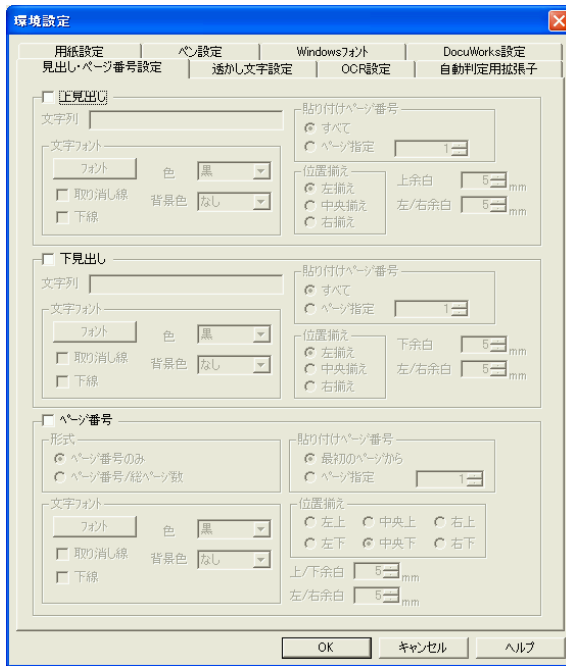 環境設定
用紙設定 ペン設定 Windowsフォント DocuWorks設定
見出し・ページ番号設定 透かし文字設定 OCR設定 自動判定用拡張子
上見出し
文字列
貼り付けページ番号
すべて
ページ指定 1
文字フォント
フォント 色 黒
取り消し線 背景色 なし
下線
位置揃え
左揃え
中央揃え
右揃え
上余白 5 mm
左/右余白 5 mm
下見出し
文字列
貼り付けページ番号
すべて
ページ指定 1
文字フォント
フォント 色 黒
取り消し線 背景色 なし
下線
位置揃え
左揃え
中央揃え
右揃え
下余白 5 mm
左/右余白 5 mm
ページ番号
形式
ページ番号のみ
ページ番号/総ページ数
貼り付けページ番号
最初のページから
ページ指定 1
文字フォント
フォント 色 黒
取り消し線 背景色 なし
下線
位置揃え
左上 中央上 右上
左下 中央下 右下
上/下余白 5 mm
左/右余白 5 mm
OK キャンセル ヘルプ